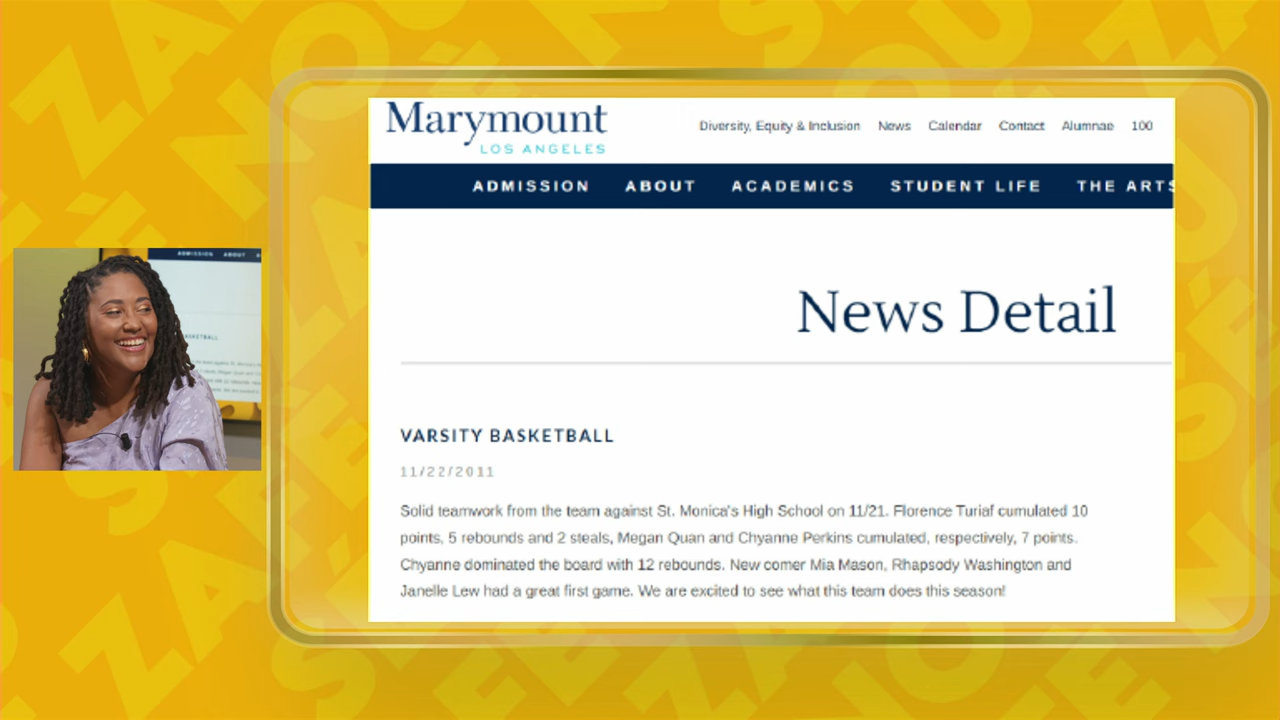 Marymount
LOS ANGELES
Diversity, Equity & Inclusion News Calendar Contact Alumnae 100
ADMISSION ABOUT ACADEMICS STUDENT LIFE THE ARTS
News Detail
VARSITY BASKETBALL
11/22/2011
Solid teamwork from the team against St. Monica's High School on 11/21. Florence Turiaf cumulated 10
points, 5 rebounds and 2 steals, Megan Quan and Chyanne Perkins cumulated, respectively, 7 points.
Chyanne dominated the board with 12 rebounds. New comer Mia Mason, Rhapsody Washington and
Janelle Lew had a great first game. We are excited to see what this team does this season!
ADMISSION ABOUT